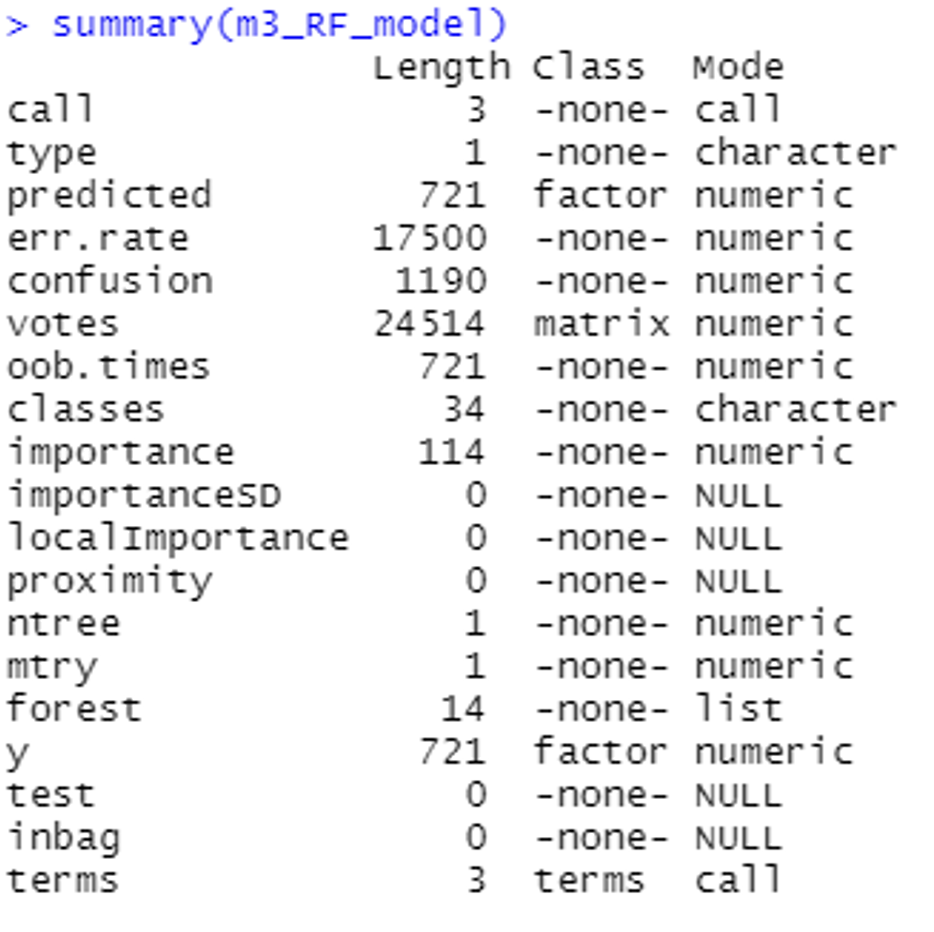 > summary(m3_RF_model)
                Length Class  Mode
call                3  -none- call
type                1  -none- character
predicted         721  factor numeric
err.rate        17500  -none- numeric
confusion        1190  -none- numeric
votes           24514  matrix numeric
oob.times         721  -none- numeric
classes            34  -none- character
importance        114  -none- numeric
importanceSD        0  -none- NULL
localImportance     0  -none- NULL
proximity           0  -none- NULL
ntree               1  -none- numeric
mtry                1  -none- numeric
forest             14  -none- list
y                 721  factor numeric
test                0  -none- NULL
inbag               0  -none- NULL
terms               3  terms  call